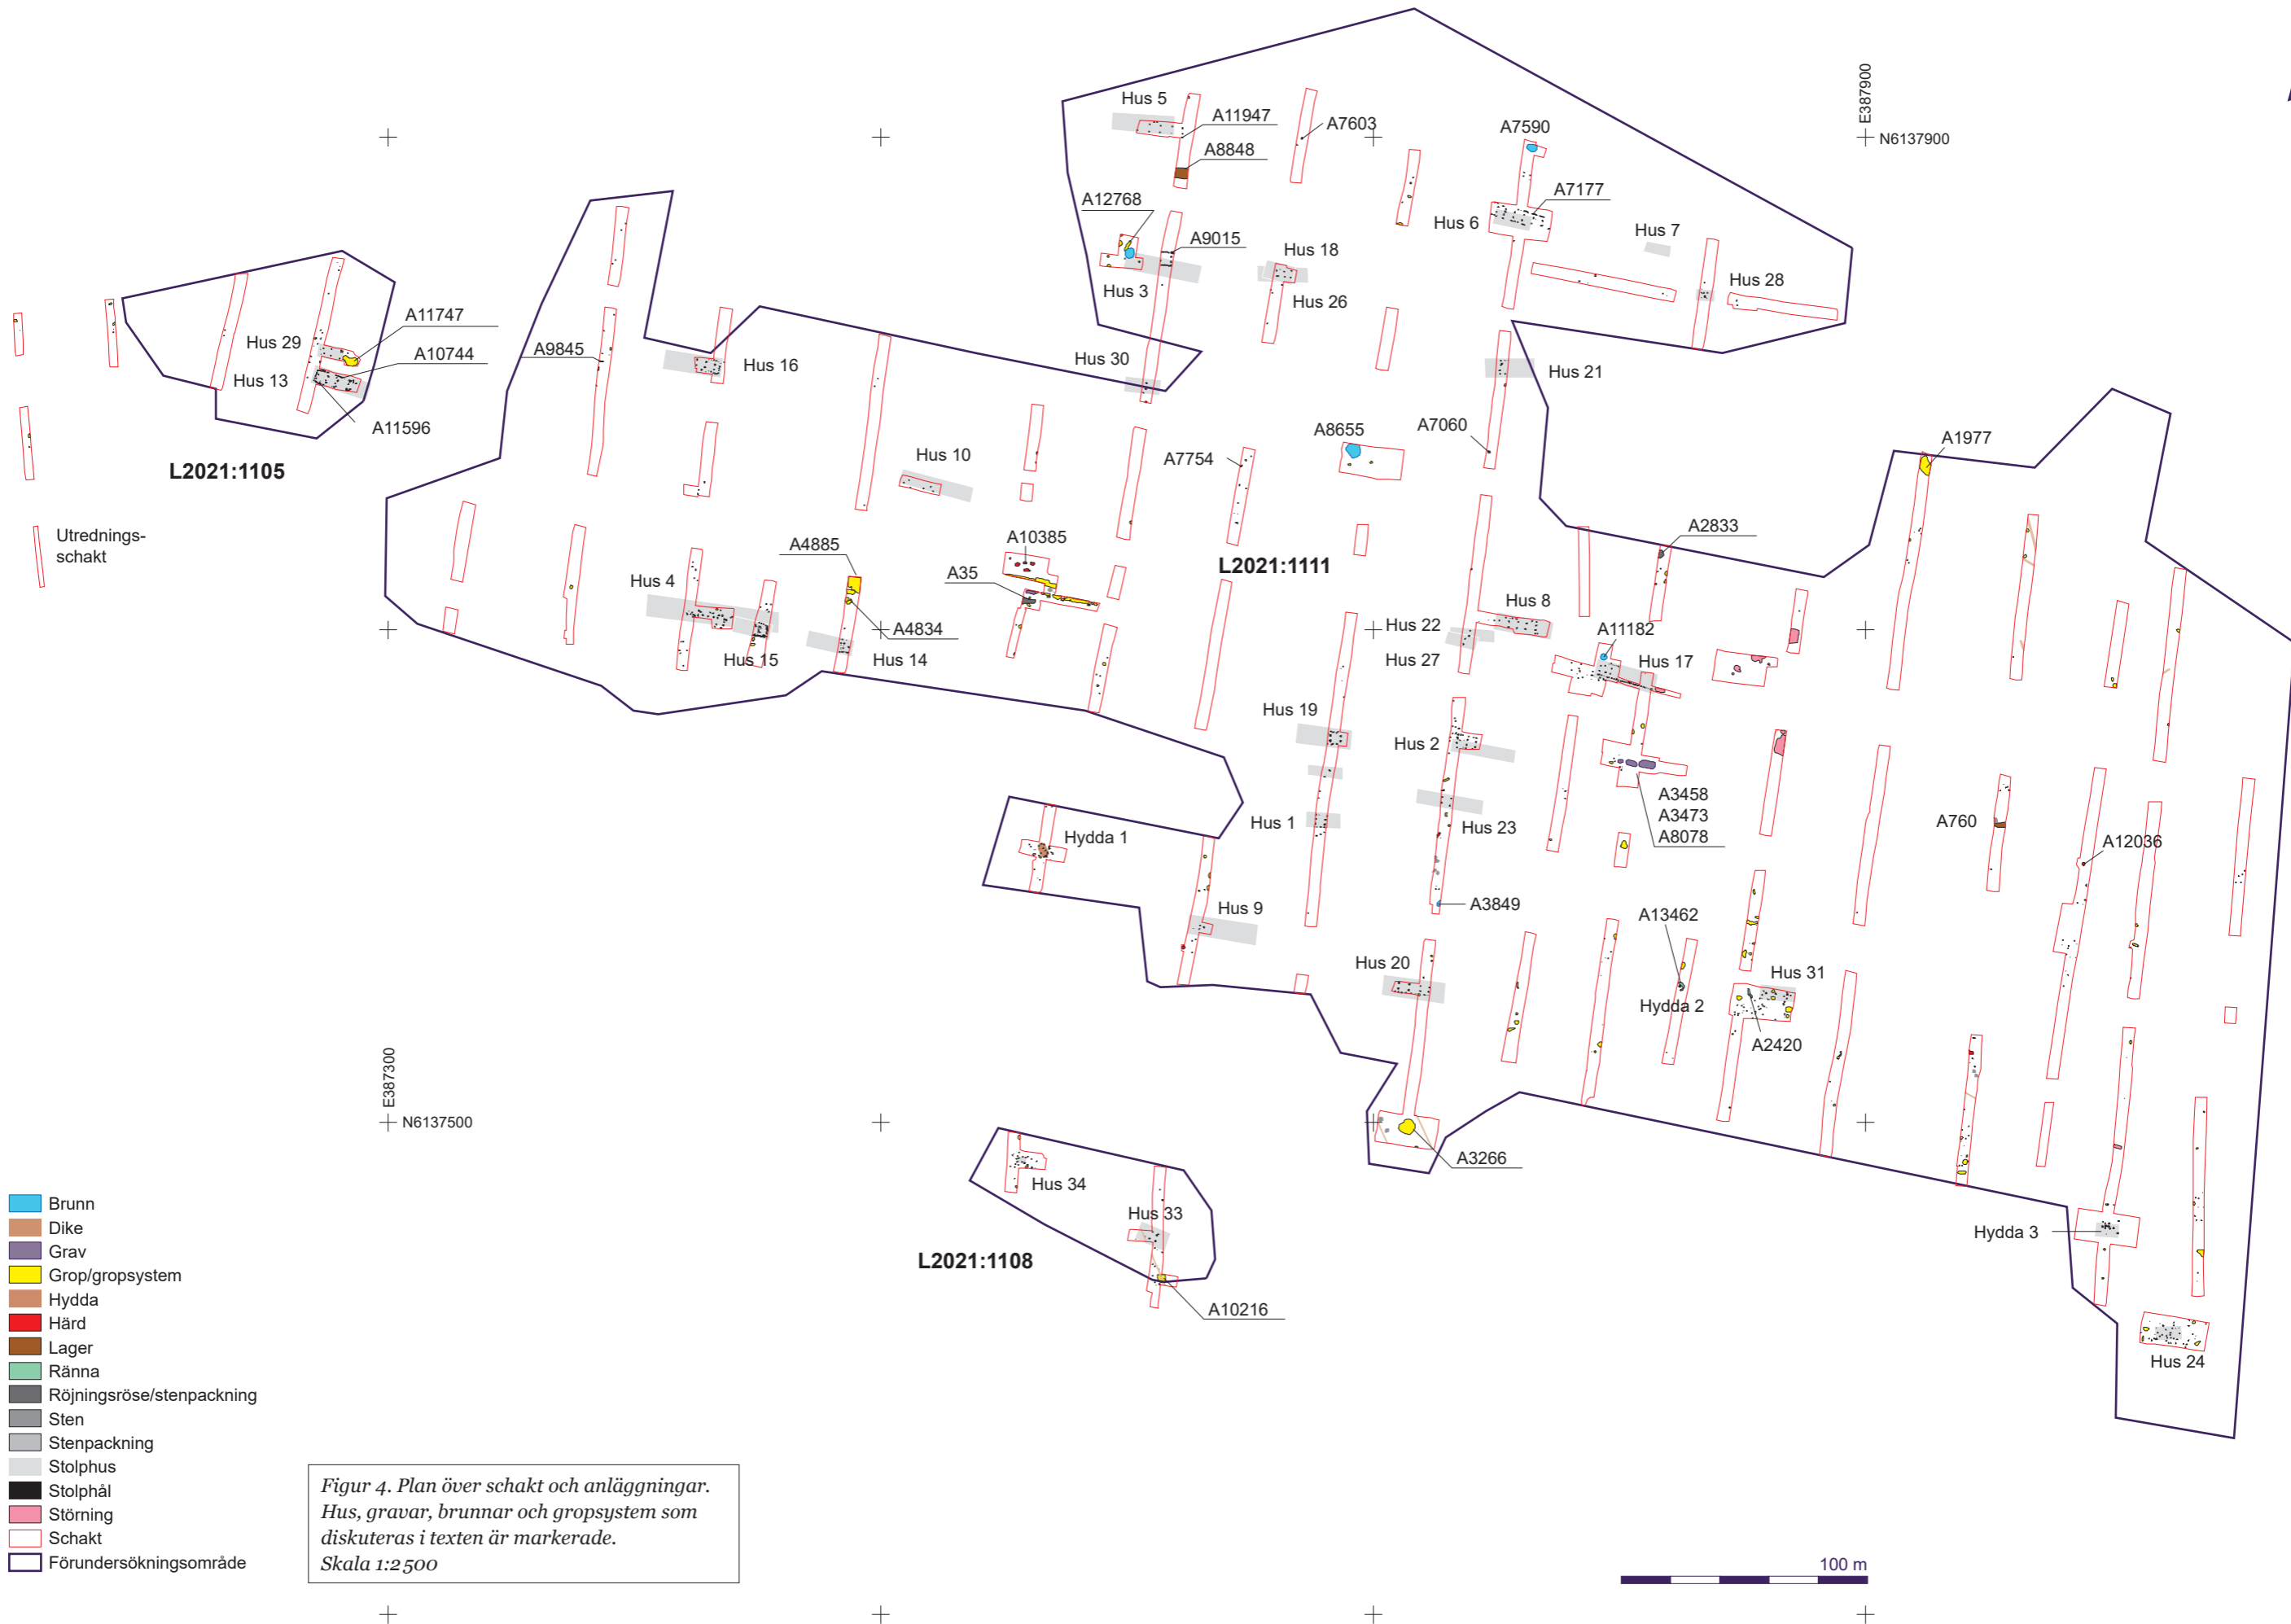 E387900
N6137900
Hus 5
A11947
A7603
A7590
A8848
A12768
A7177
Hus 6
Hus 7
A9015
Hus 18
Hus 3
Hus 26
Hus 28
A11747
Hus 29
A10744
Hus 13
A11596
A9845
Hus 16
Hus 30
Hus 21
L2021:1105
Hus 10
A7754
A8655
A7060
A1977
Utrednings-
schakt
A4885
A10385
L2021:1111
A2833
Hus 4
A35
Hus 8
A4834
Hus 22
A11182
Hus 15
Hus 14
Hus 27
Hus 17
Hus 19
Hus 2
Hus 1
Hus 23
A3458
A3473
A8078
A760
A12036
Hydda 1
Hus 9
A3849
A13462
Hus 20
Hus 31
Hydda 2
A2420
E387300
N6137500
A3266
Hus 34
Hus 33
L2021:1108
A10216
Hydda 3
Hus 24
Brunn
Dike
Grav
Grop/gropsystem
Hydda
Härd
Lager
Ränna
Röjningsröse/stenpackning
Sten
Stenpackning
Stolphus
Stolphål
Störning
Schakt
Förundersökningsområde
Figur 4. Plan över schakt och anläggningar.
Hus, gravar, brunnar och gropsystem som
diskuteras i texten är markerade.
Skala 1:2 500
100 m